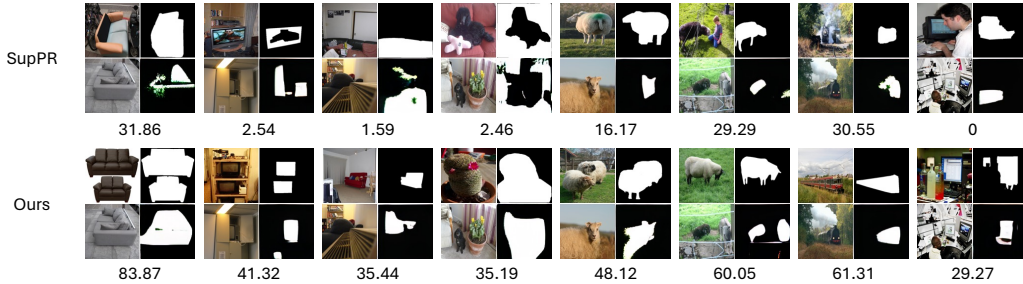 SupPR
31.86 2.54 1.59 2.46 16.17 29.29 30.55 0
Ours
83.87 41.32 35.44 35.19 48.12 60.05 61.31 29.27